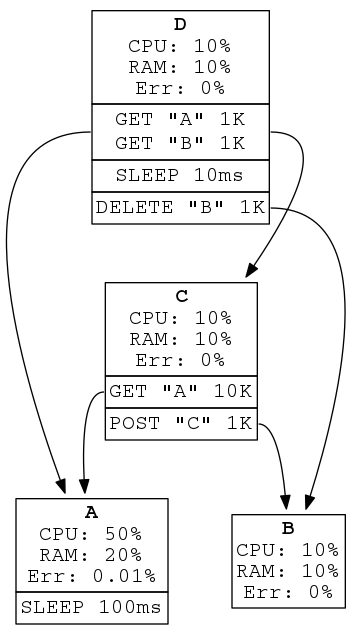 D
CPU: 10%
RAM: 10%
Err: 0%
GET "A" 1K
GET "B" 1K
SLEEP 10ms
DELETE "B" 1K
C
CPU: 10%
RAM: 10%
Err: 0%
GET "A" 10K
POST "C" 1K
A
CPU: 50%
RAM: 20%
Err: 0.01%
SLEEP 100ms
B
CPU: 10%
RAM: 10%
Err: 0%